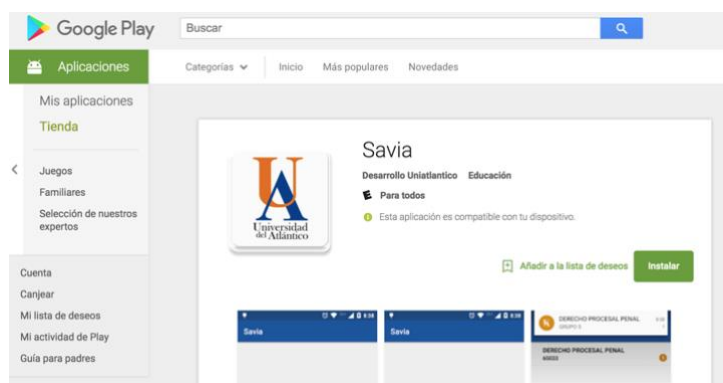 Google Play
Buscar
Aplicaciones
Categorías
Inicio
Más populares
Novedades
Mis aplicaciones
Tienda
Juegos
Familiares
Selección de nuestros
expertos
Cuenta
Canjear
Mi lista de deseos
Mi actividad de Play
Guía para padres
Universidad
del Atlántico
Savia
Desarrollo Uniatlantico Educación
E Para todos
Esta aplicación es compatible con tu dispositivo.
Añadir a la lista de deseos
Instalar
Savia
Savia
DERECHO PROCESAL PENAL
GRUPO 5
DERECHO PROCESAL PENAL